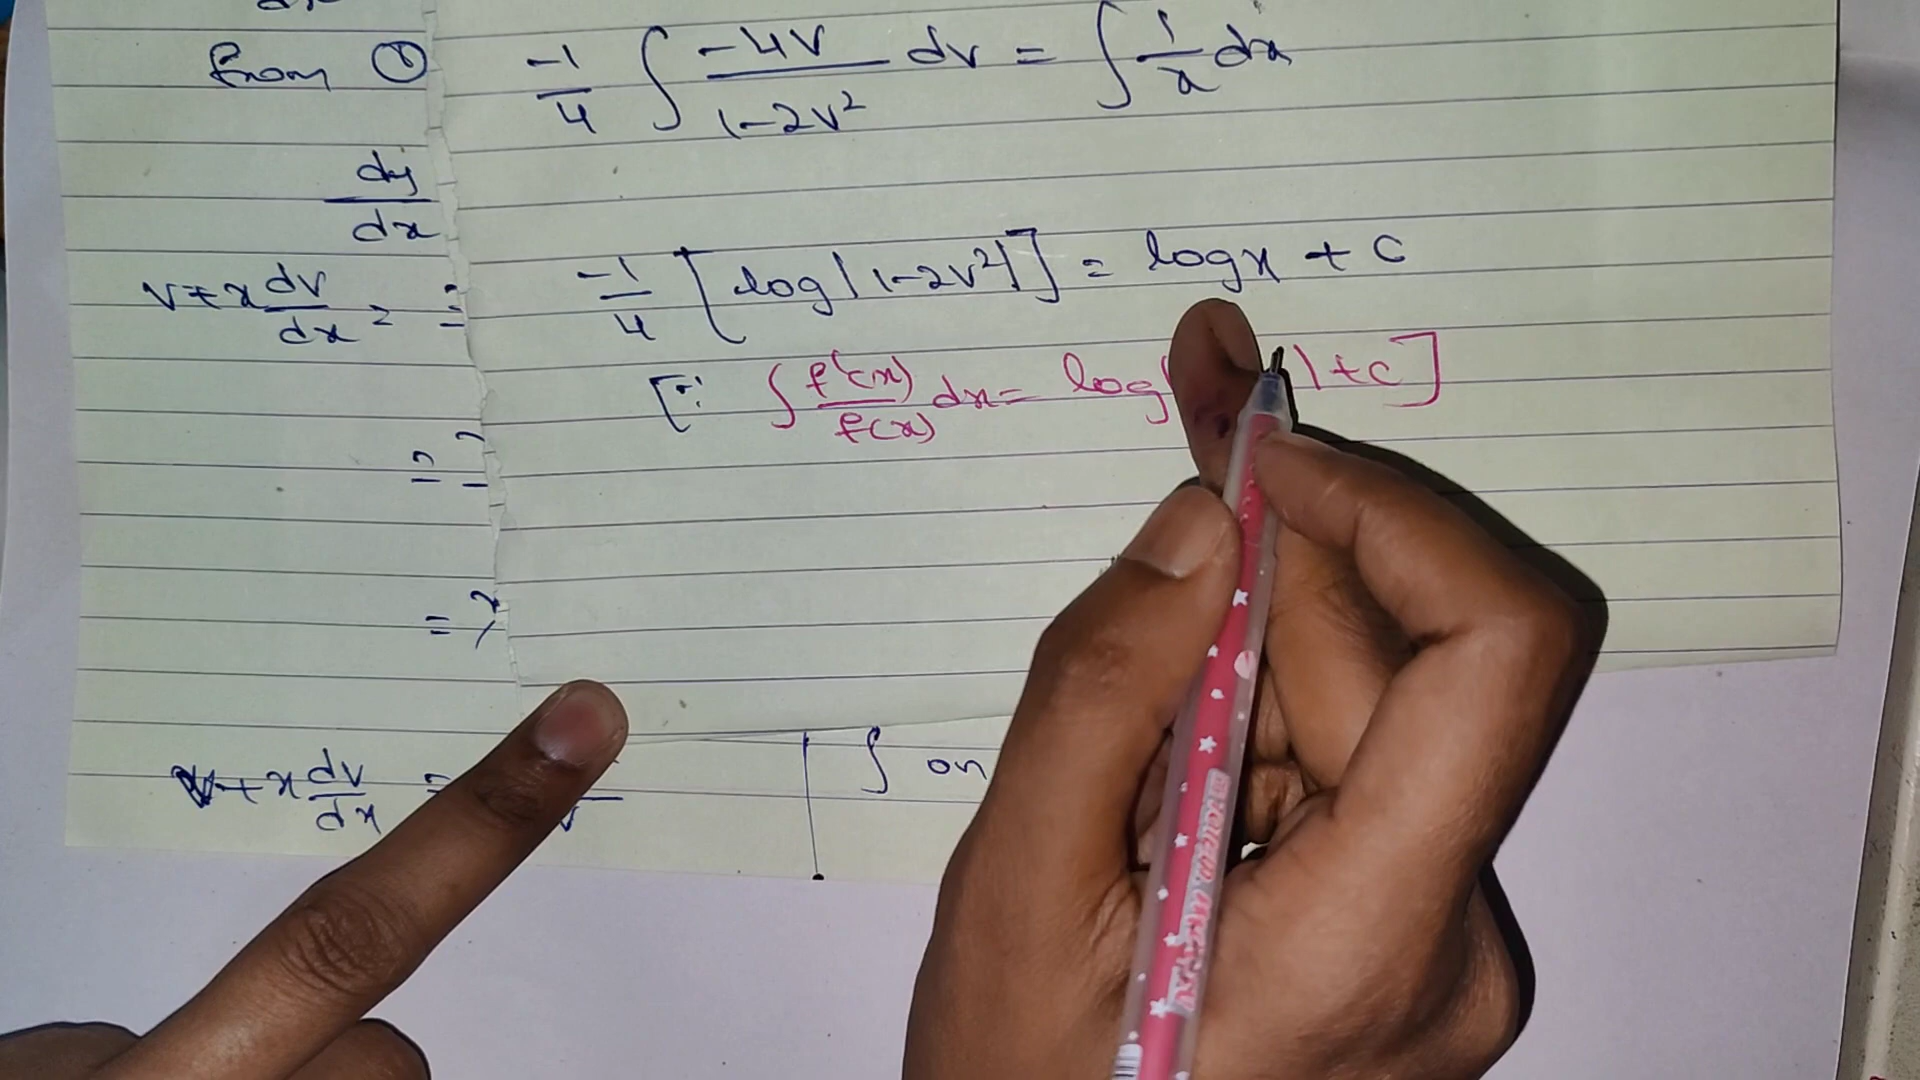 from ①
-1/4 ∫ -4v/1-2v² dv = ∫ 1/x dx
dy/dx
v+x dv/dx =
-1/4 [log|1-2v²|] = log x + c
[∵ ∫ f'(x)/f(x) dx = log| |+c]
=
=
v+x dv/dx =
∫ on